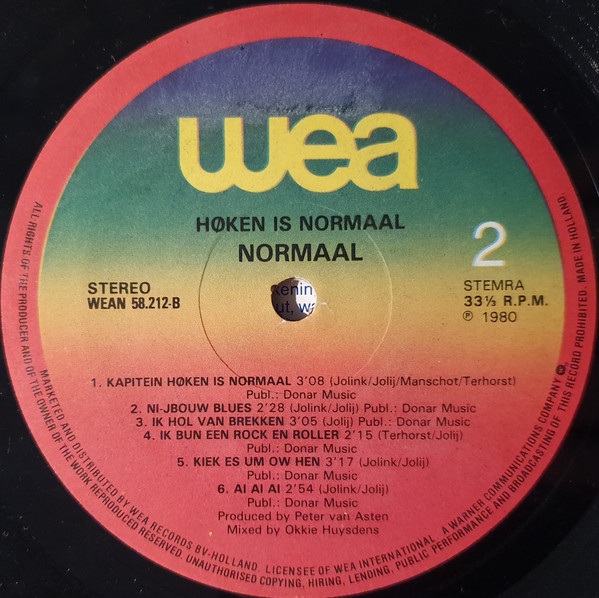 wea
HØKEN IS NORMAAL
NORMAAL
2
STEREO
WEAN 58.212-B
STEMRA
33⅓ R.P.M.
℗ 1980
1. KAPITEIN HØKEN IS NORMAAL 3'08 (Jolink/Jolij/Manschot/Terhorst)
Publ.: Donar Music
2. NI-JBOUW BLUES 2'28 (Jolink/Jolij) Publ.: Donar Music
3. IK HOL VAN BREKKEN 3'05 (Jolij) Publ.: Donar Music
4. IK BUN EEN ROCK EN ROLLER 2'15 (Terhorst/Jolij)
Publ.: Donar Music
5. KIEK ES UM OW HEN 3'17 (Jolink/Jolij)
Publ.: Donar Music
6. AI AI AI 2'54 (Jolink/Jolij)
Publ.: Donar Music
Produced by Peter van Asten
Mixed by Okkie Huysdens
MARKETED AND DISTRIBUTED BY WEA RECORDS BV-HOLLAND. LICENSEE OF WEA INTERNATIONAL. A WARNER COMMUNICATIONS COMPANY
ALL RIGHTS OF THE PRODUCER AND OF THE OWNER OF THE WORK REPRODUCED RESERVED. UNAUTHORISED COPYING, HIRING, LENDING, PUBLIC PERFORMANCE AND BROADCASTING OF THIS RECORD PROHIBITED. MADE IN HOLLAND.